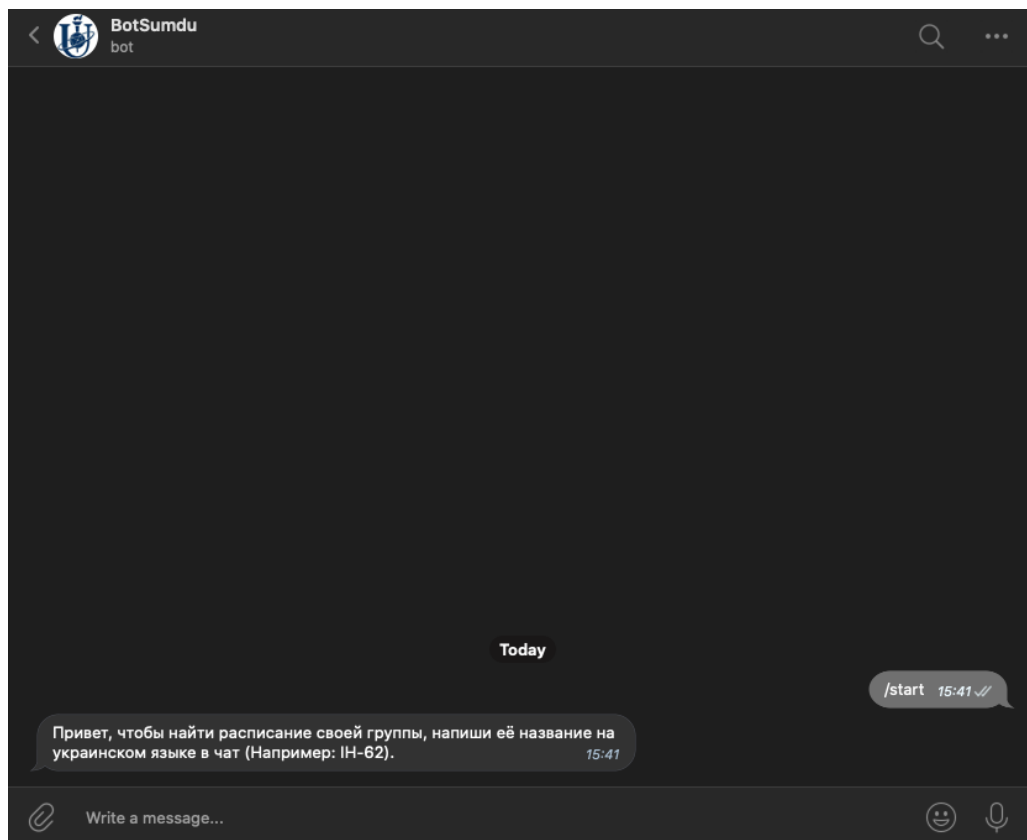 BotSumdu
bot
Today
/start 15:41
Привет, чтобы найти расписание своей группы, напиши её название на
украинском языке в чат (Например: ІН-62). 15:41
Write a message...